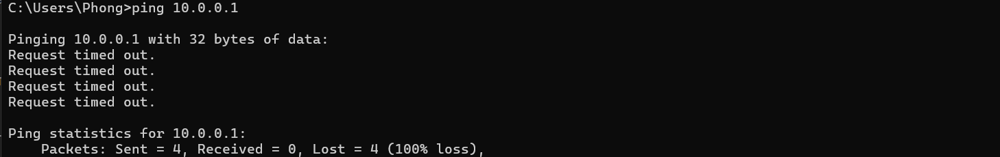 C:\Users\Phong>ping 10.0.0.1
Pinging 10.0.0.1 with 32 bytes of data:
Request timed out.
Request timed out.
Request timed out.
Request timed out.
Ping statistics for 10.0.0.1:
    Packets: Sent = 4, Received = 0, Lost = 4 (100% loss),